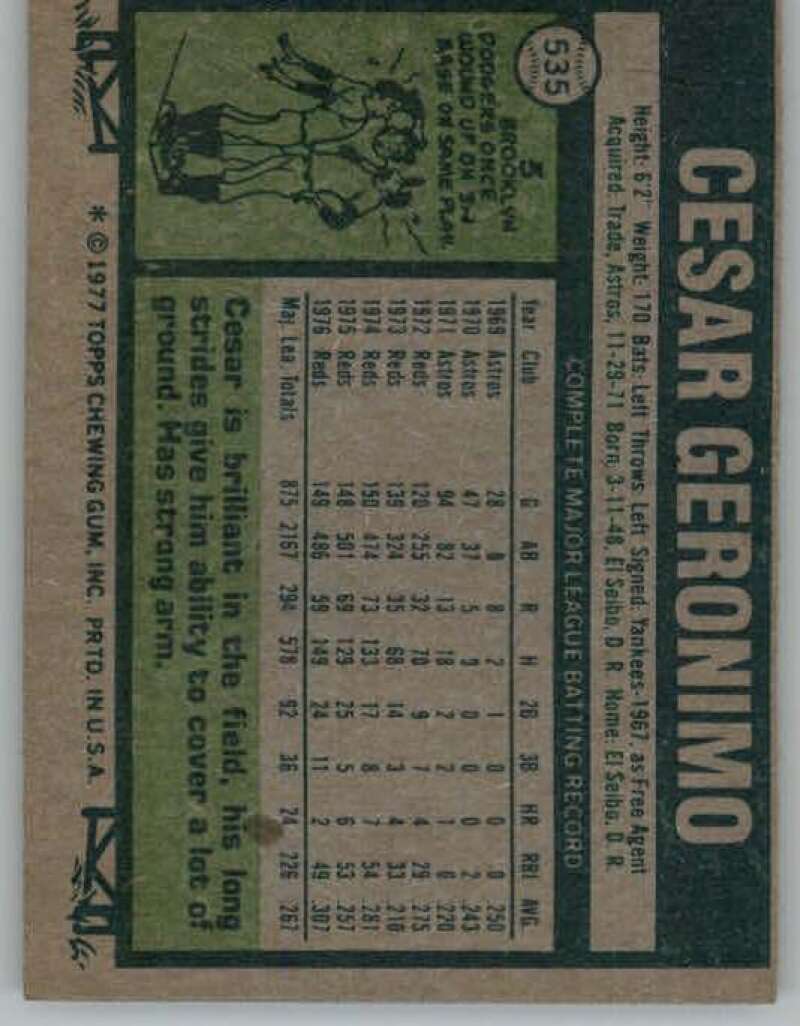 535
CESAR GERONIMO
Height: 6'2" Weight: 170 Bats: Left Throws: Left Signed: Yankees-1967, as Free Agent
Acquired: Trade, Astros, 11-29-71 Born: 3-11-48, El Seibo, D. R. Home: El Seibo, D. R.
3
BROOKLYN
DODGERS ONCE
WOUND UP ON 3rd
BASE ON SAME PLAY.
COMPLETE MAJOR LEAGUE BATTING RECORD
Year Club G AB R H 2B 3B HR RBI AVG.
1969 Astros 28 8 8 2 1 0 0 0 .250
1970 Astros 47 37 5 9 0 0 0 2 .243
1971 Astros 94 82 13 18 2 2 1 6 .220
1972 Reds 120 255 32 70 9 7 4 29 .275
1973 Reds 139 324 35 68 14 3 4 33 .210
1974 Reds 150 474 73 133 17 8 7 54 .281
1975 Reds 148 501 69 129 25 5 6 53 .257
1976 Reds 149 486 59 149 24 11 2 49 .307
Maj. Lea. Totals 875 2167 294 578 92 36 24 226 .267
Cesar is brilliant in the field, his long
strides give him ability to cover a lot of
ground. Has strong arm.
* © 1977 TOPPS CHEWING GUM, INC. PRTD. IN U.S.A.